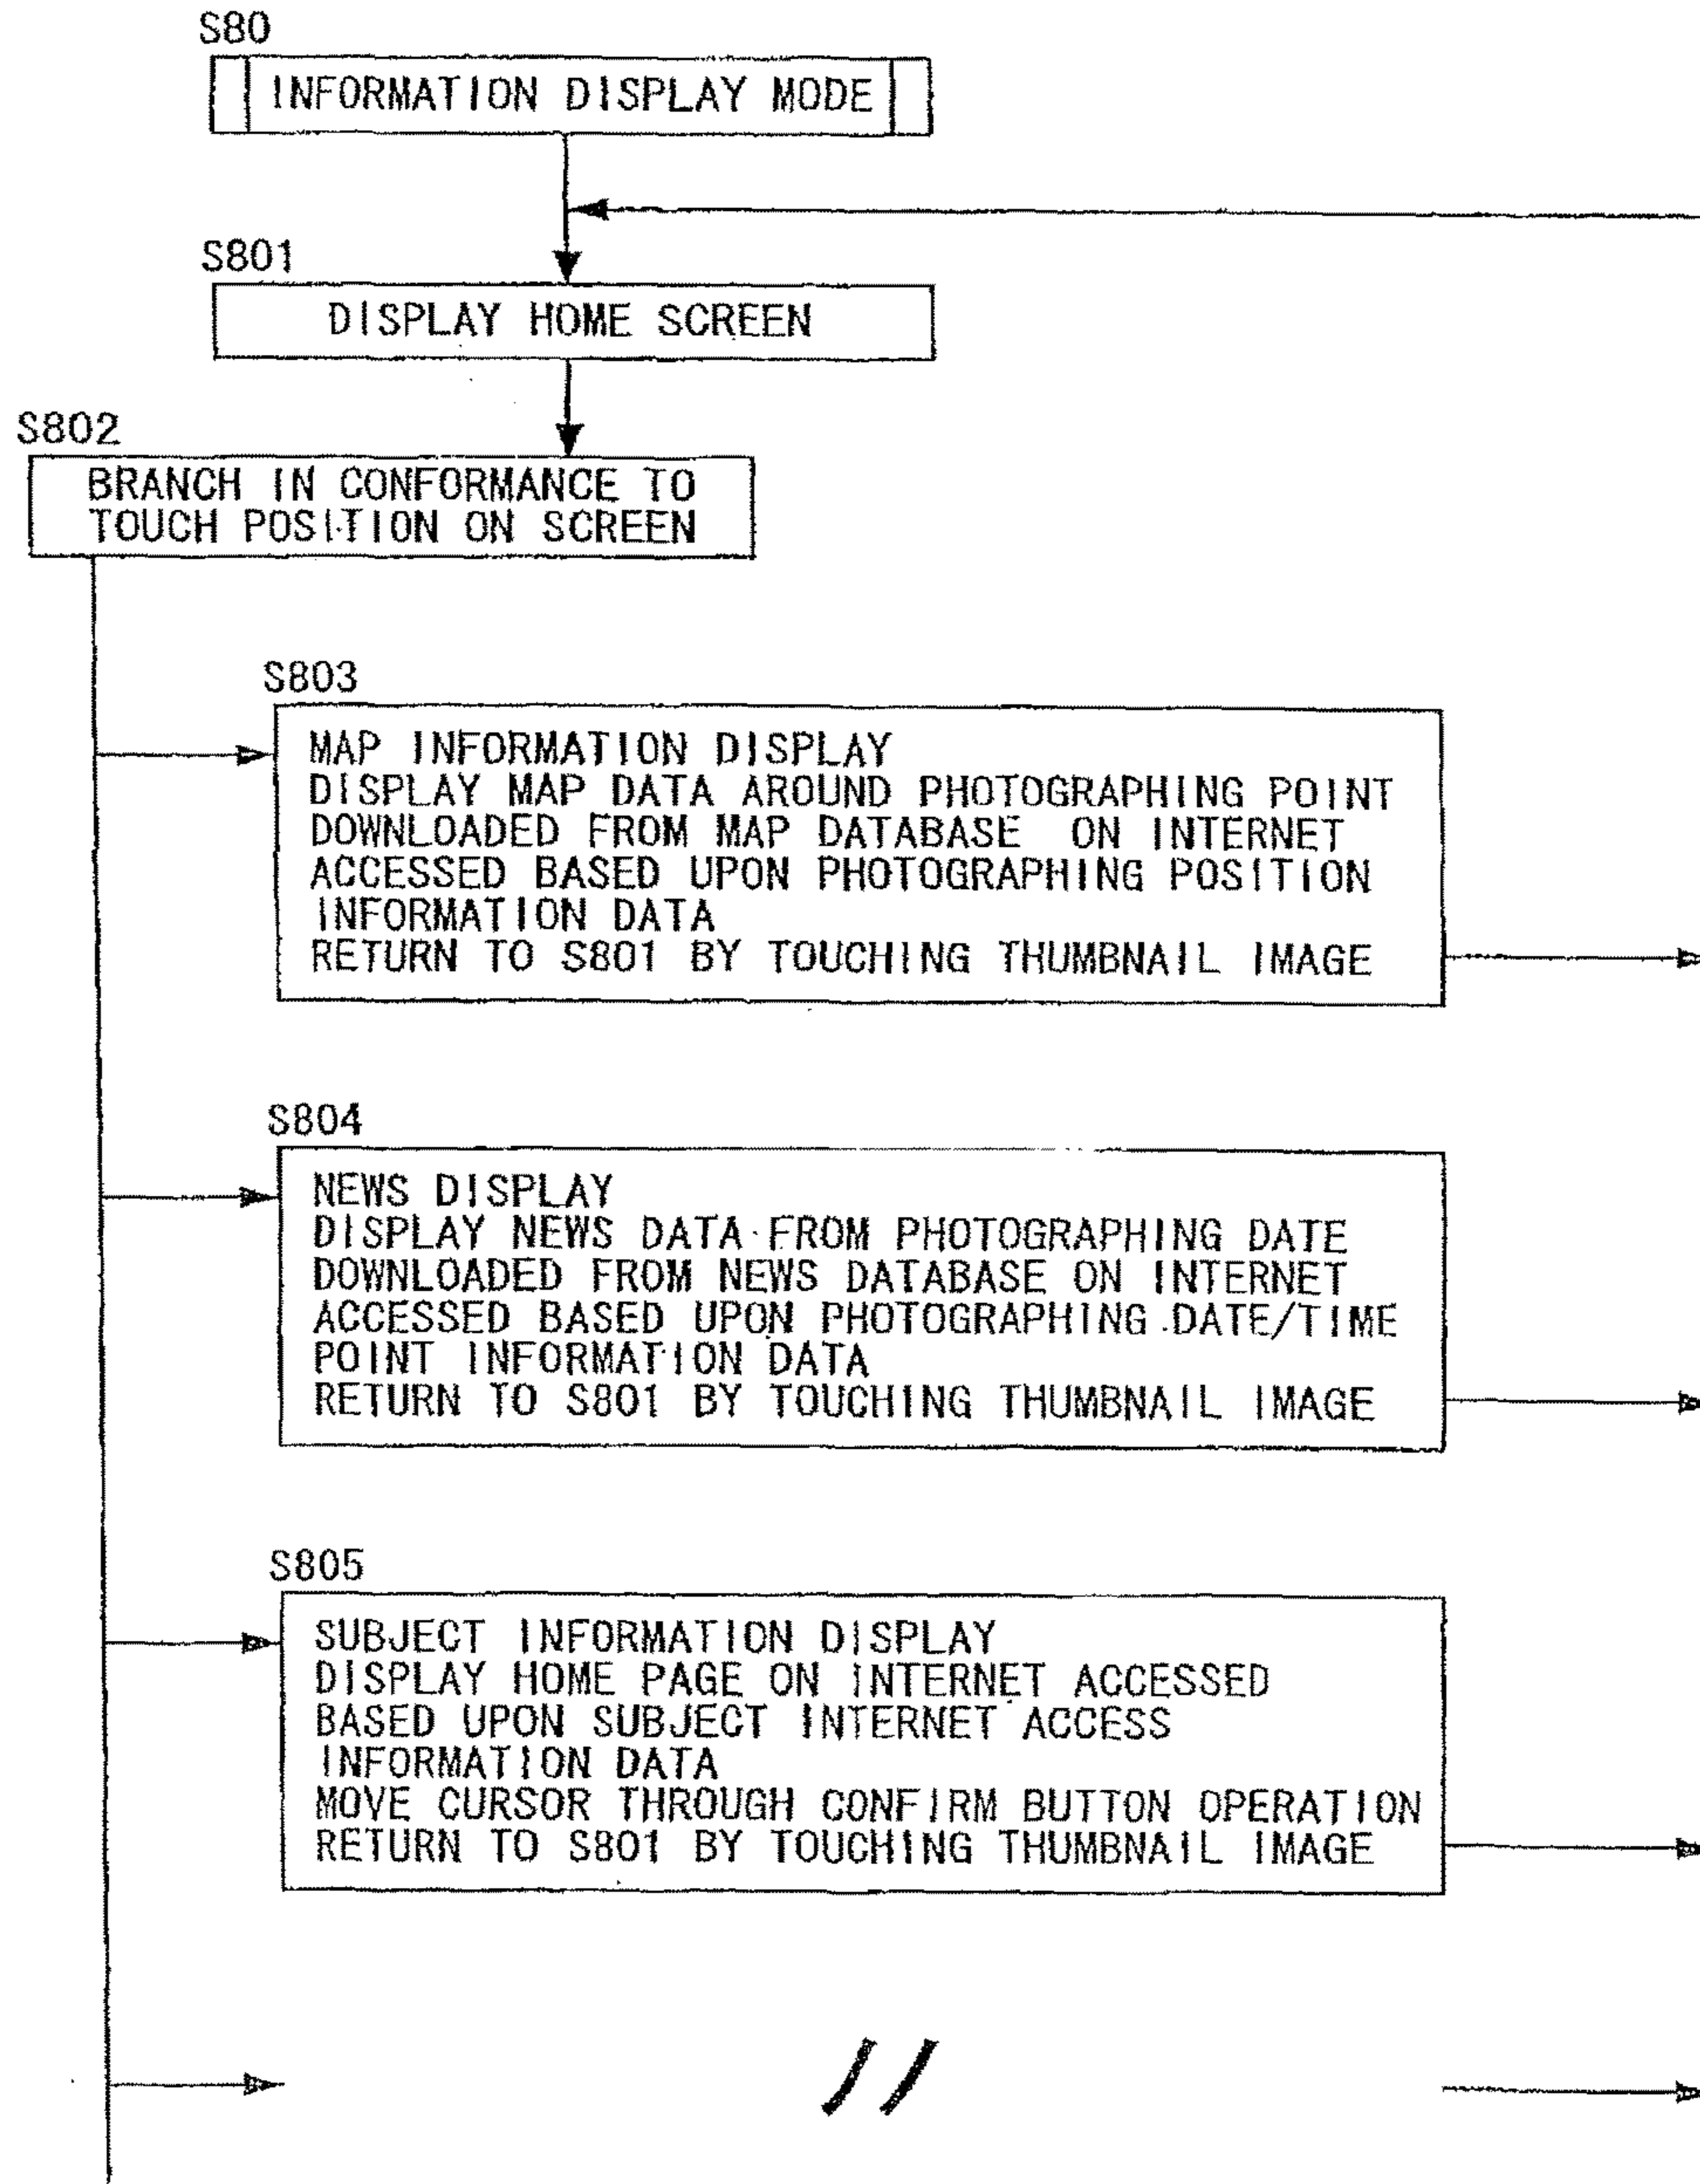 S80
INFORMATION DISPLAY MODE
S801
DISPLAY HOME SCREEN
S802
BRANCH IN CONFORMANCE TO
TOUCH POSITION ON SCREEN
S803
MAP INFORMATION DISPLAY
DISPLAY MAP DATA AROUND PHOTOGRAPHING POINT
DOWNLOADED FROM MAP DATABASE ON INTERNET
ACCESSED BASED UPON PHOTOGRAPHING POSITION
INFORMATION DATA
RETURN TO S801 BY TOUCHING THUMBNAIL IMAGE
S804
NEWS DISPLAY
DISPLAY NEWS DATA FROM PHOTOGRAPHING DATE
DOWNLOADED FROM NEWS DATABASE ON INTERNET
ACCESSED BASED UPON PHOTOGRAPHING DATE/TIME
POINT INFORMATION DATA
RETURN TO S801 BY TOUCHING THUMBNAIL IMAGE
S805
SUBJECT INFORMATION DISPLAY
DISPLAY HOME PAGE ON INTERNET ACCESSED
BASED UPON SUBJECT INTERNET ACCESS
INFORMATION DATA
MOVE CURSOR THROUGH CONFIRM BUTTON OPERATION
RETURN TO S801 BY TOUCHING THUMBNAIL IMAGE